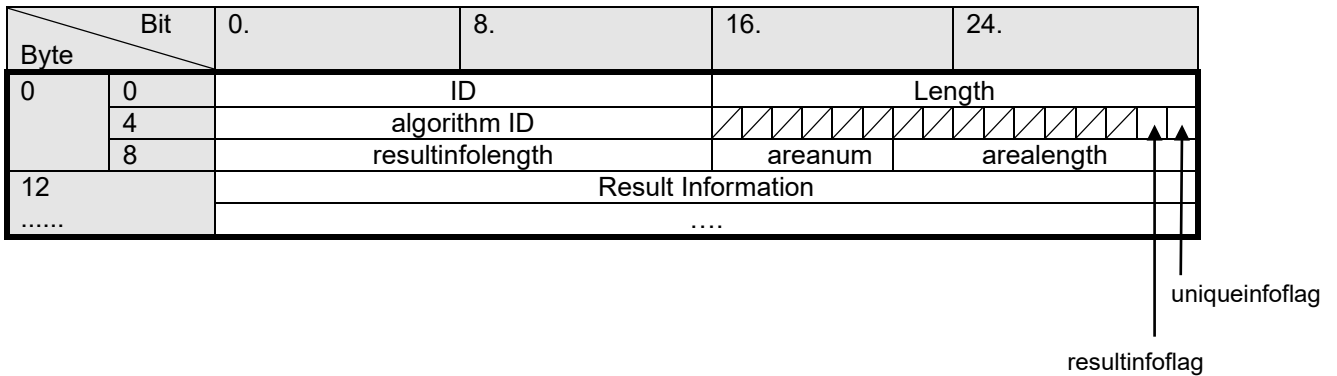 Bit 0. 8. 16. 24.
Byte
0 0 ID Length
4 algorithm ID
8 resultinfolength areanum arealength
12 Result Information
...... ....
uniqueinfoflag
resultinfoflag